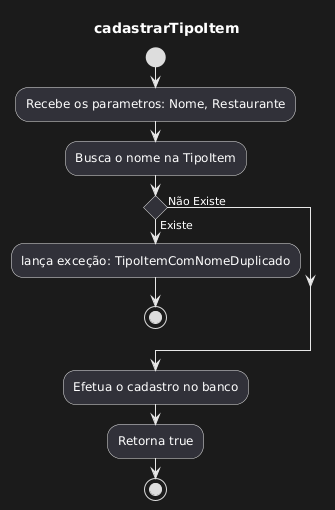 cadastrarTipoItem
Recebe os parametros: Nome, Restaurante
Busca o nome na TipoItem
Não Existe
Existe
lança exceção: TipoItemComNomeDuplicado
Efetua o cadastro no banco
Retorna true